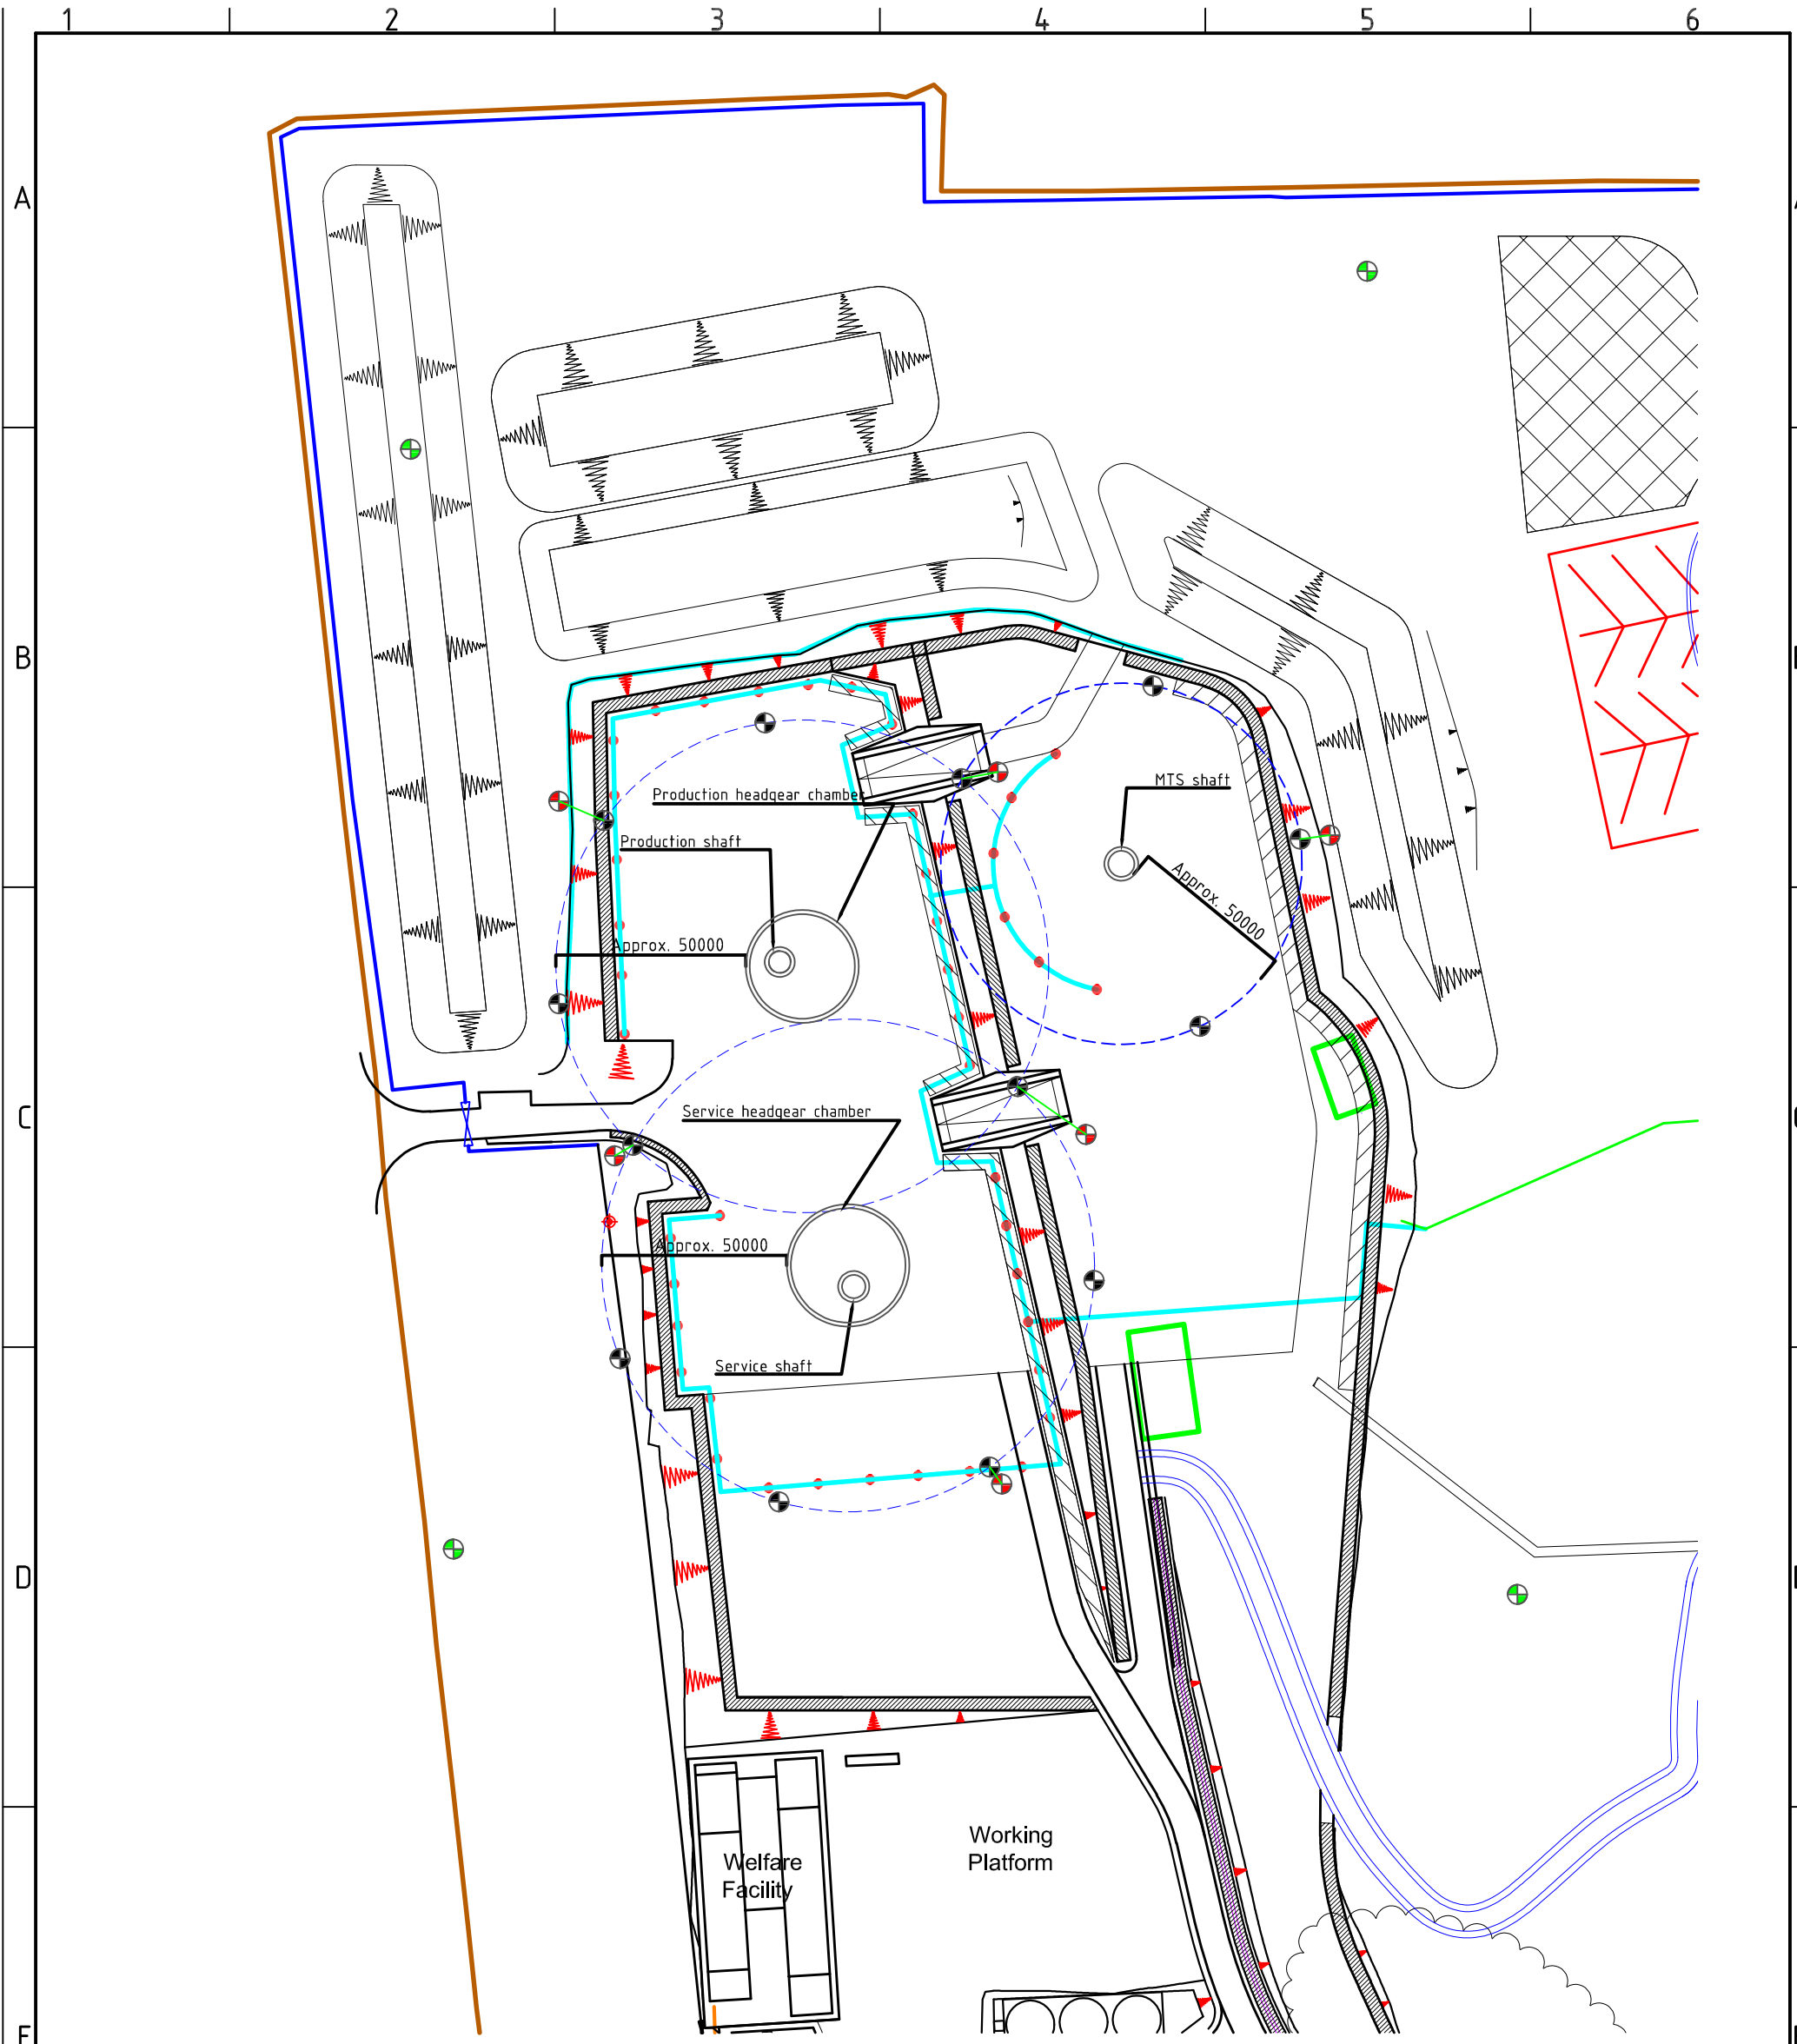 1 2 3 4 5 6
A
B
Production headgear chamber
MTS shaft
Production shaft
Approx. 50000
Approx. 50000
C
Service headgear chamber
Approx. 50000
Service shaft
D
Working
Platform
Welfare
Facility